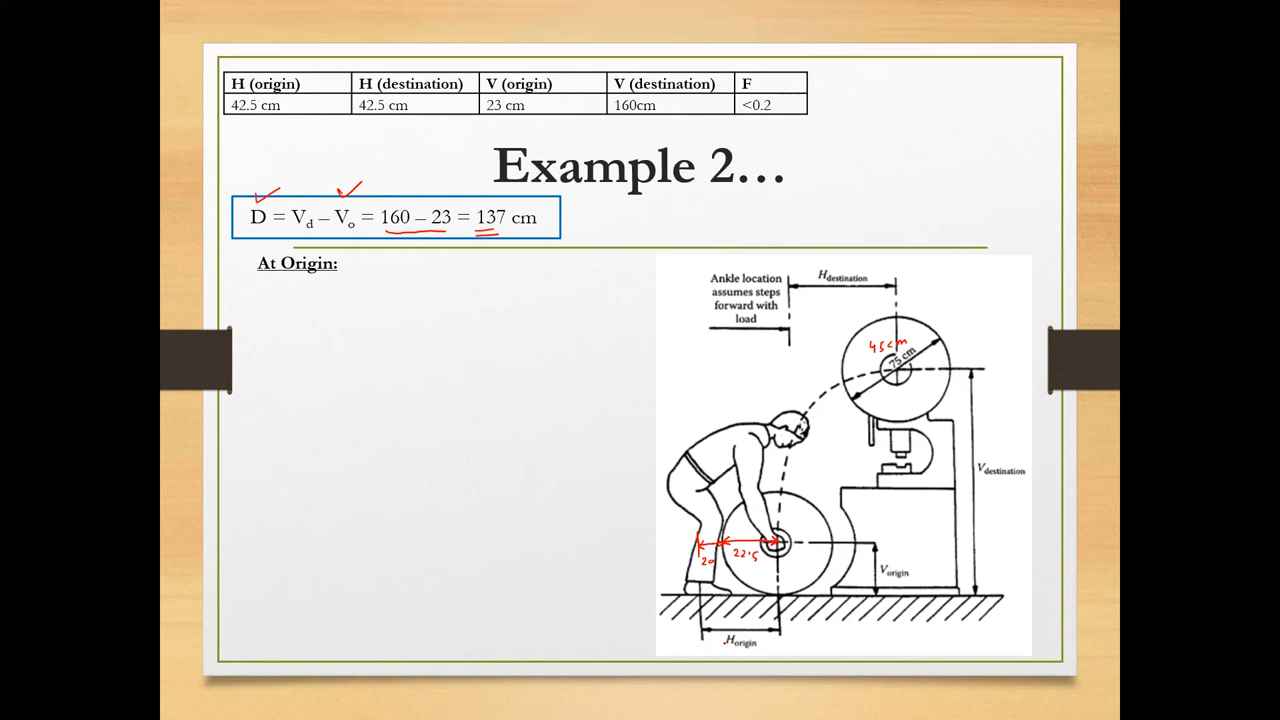 H (origin) H (destination) V (origin) V (destination) F
42.5 cm 42.5 cm 23 cm 160cm <0.2
Example 2…
D = Vd – Vo = 160 – 23 = 137 cm
At Origin:
Ankle location
assumes steps
forward with
load
Hdestination
45cm
75 cm
Vdestination
20
22.5
Vorigin
Horigin